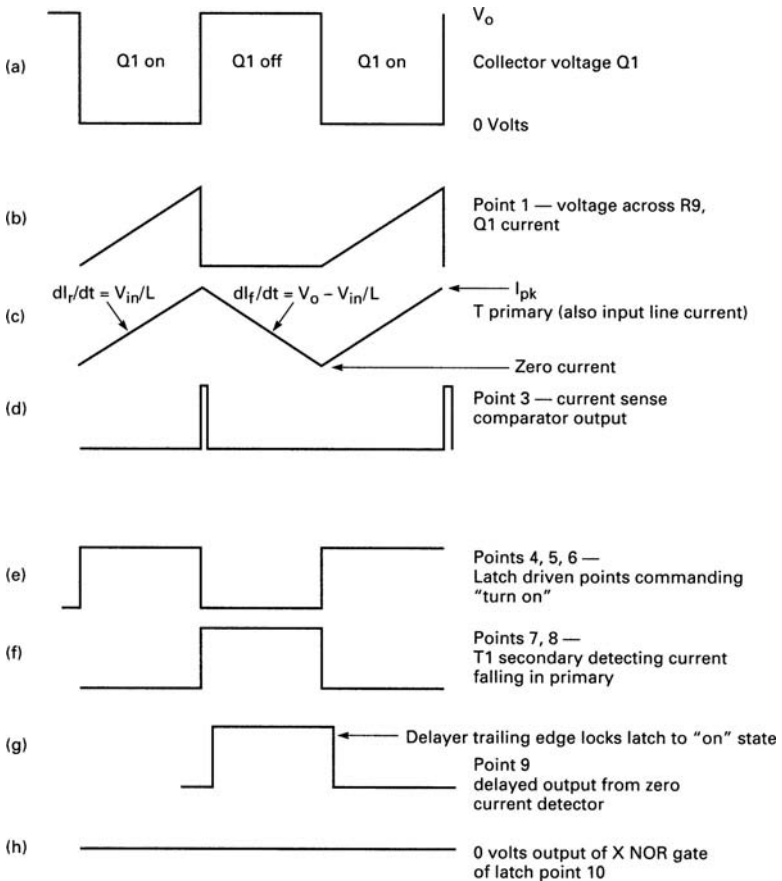 V₀
(a)
Q1 on
Q1 off
Q1 on
Collector voltage Q1
0 Volts
(b)
Point 1 — voltage across R9,
Q1 current
dIr/dt = Vin/L
dIf/dt = Vo – Vin/L
Ipk
(c)
T primary (also input line current)
Zero current
(d)
Point 3 — current sense
comparator output
(e)
Points 4, 5, 6 —
Latch driven points commanding
"turn on"
(f)
Points 7, 8 —
T1 secondary detecting current
falling in primary
(g)
Delayer trailing edge locks latch to "on" state
Point 9
delayed output from zero
current detector
(h)
0 volts output of X NOR gate
of latch point 10